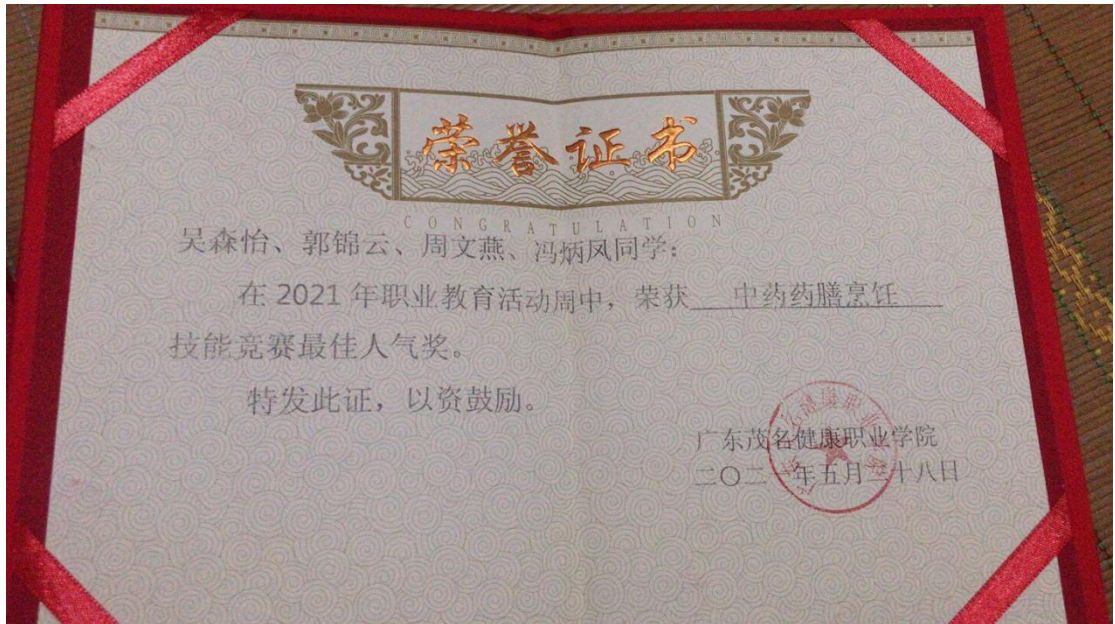 荣誉证书
CONGRATULATION
吴森怡、郭锦云、周文燕、冯炳凤同学：
在 2021 年职业教育活动周中，荣获 中药药膳烹饪
技能竞赛最佳人气奖。
特发此证，以资鼓励。
广东茂名健康职业学院
二〇二一年五月二十八日